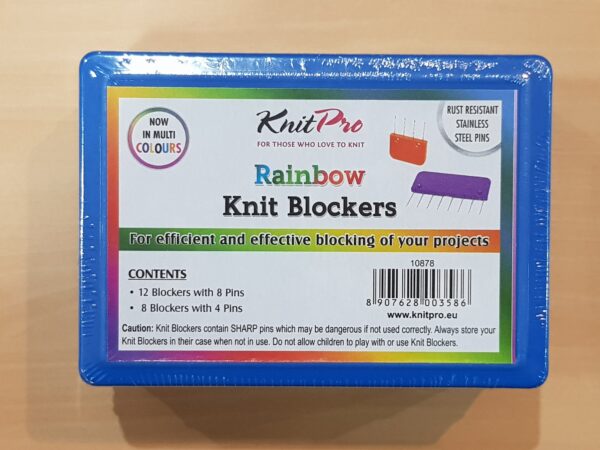 NOW
IN MULTI
COLOURS
KnitPro
FOR THOSE WHO LOVE TO KNIT
RUST RESISTANT
STAINLESS
STEEL PINS
Rainbow
Knit Blockers
For efficient and effective blocking of your projects
CONTENTS
• 12 Blockers with 8 Pins
• 8 Blockers with 4 Pins
10878
8 907628 003586
www.knitpro.eu
Caution: Knit Blockers contain SHARP pins which may be dangerous if not used correctly. Always store your
Knit Blockers in their case when not in use. Do not allow children to play with or use Knit Blockers.